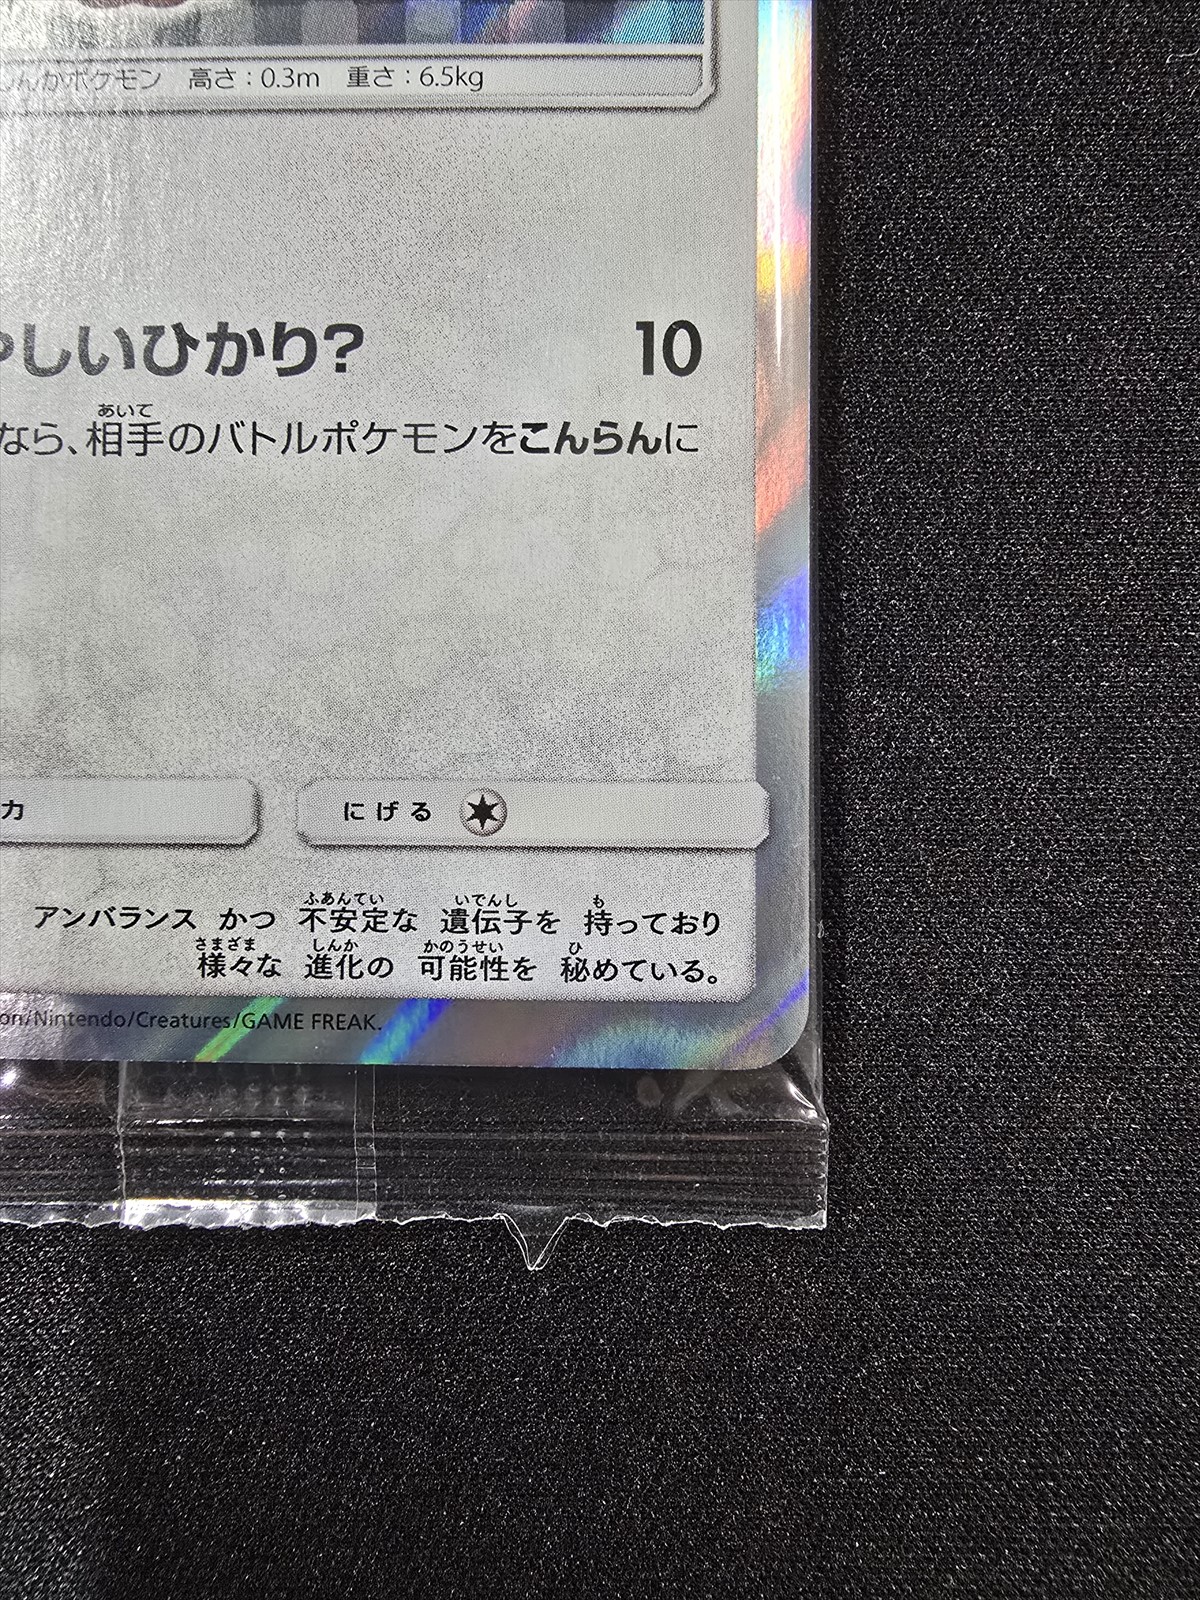 しんかポケモン 高さ：0.3m 重さ：6.5kg
やしいひかり? 10
あいて
なら、相手のバトルポケモンをこんらんに
力
にげる
ふあんてい いでんし も
アンバランス かつ 不安定な 遺伝子を 持っており
さまざま しんか かのうせい ひ
様々な 進化の 可能性を 秘めている。
on/Nintendo/Creatures/GAME FREAK.